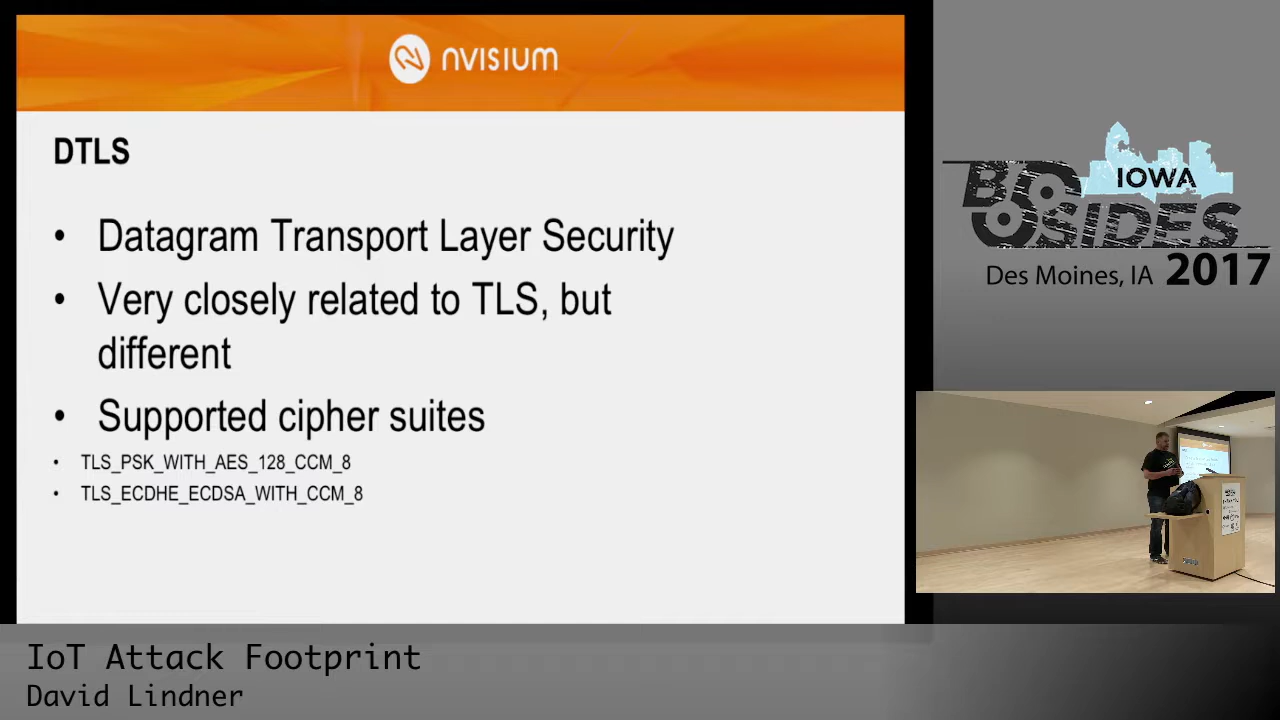 nVISIUM
DTLS
• Datagram Transport Layer Security
• Very closely related to TLS, but
different
• Supported cipher suites
• TLS_PSK_WITH_AES_128_CCM_8
• TLS_ECDHE_ECDSA_WITH_CCM_8
IOWA
BSIDES
Des Moines, IA 2017
IoT Attack Footprint
David Lindner